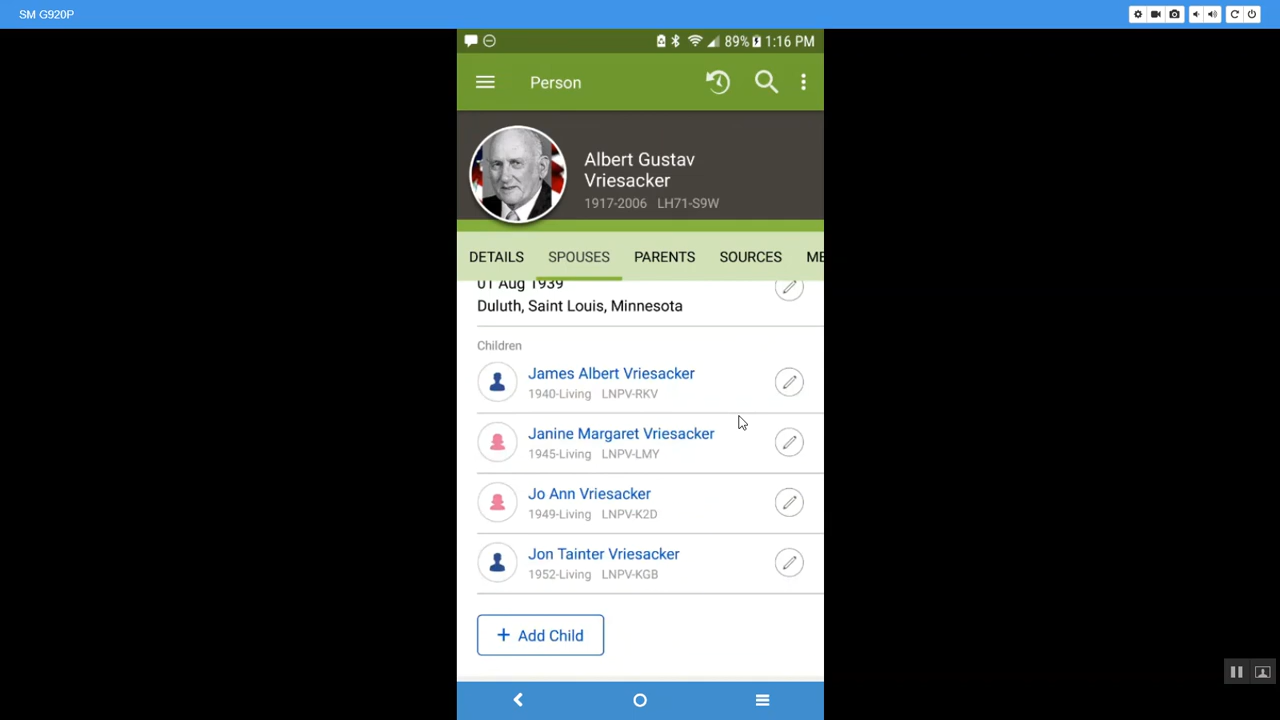 SM G920P
89% 1:16 PM
Person
Albert Gustav
Vriesacker
1917-2006 LH71-S9W
DETAILS SPOUSES PARENTS SOURCES ME
01 Aug 1939
Duluth, Saint Louis, Minnesota
Children
James Albert Vriesacker
1940-Living LNPV-RKV
Janine Margaret Vriesacker
1945-Living LNPV-LMY
Jo Ann Vriesacker
1949-Living LNPV-K2D
Jon Tainter Vriesacker
1952-Living LNPV-KGB
+ Add Child